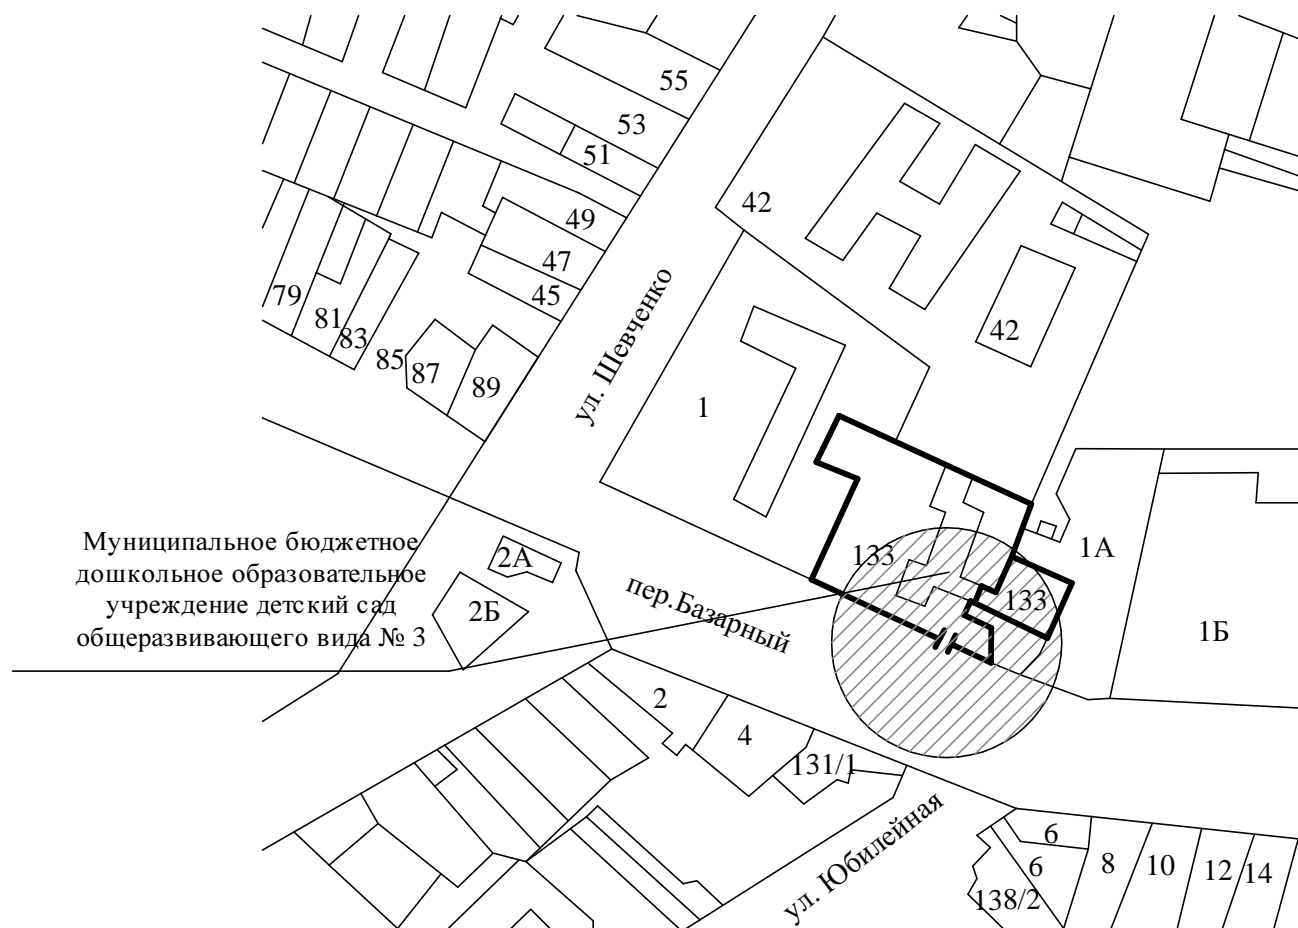 55
53
51
42
49
47
45
79
81
83
85
87
89
42
ул. Шевченко
1
Муниципальное бюджетное
дошкольное образовательное
учреждение детский сад
общеразвивающего вида № 3
2А
2Б
пер.Базарный
133
133
1А
1Б
2
4
131/1
ул. Юбилейная
6
6
138/2
8
10
12
14